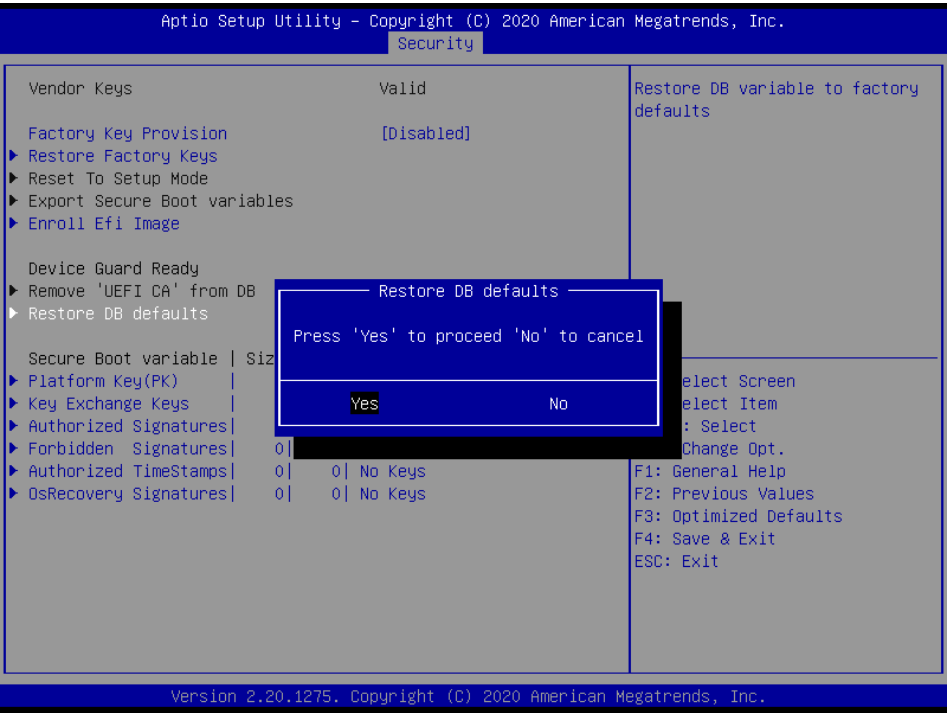 Aptio Setup Utility – Copyright (C) 2020 American Megatrends, Inc.
Security
Vendor Keys Valid
Factory Key Provision [Disabled]
Restore Factory Keys
Reset To Setup Mode
Export Secure Boot variables
Enroll Efi Image
Device Guard Ready
Remove 'UEFI CA' from DB
Restore DB defaults
Secure Boot variable | Siz
Platform Key(PK) |
Key Exchange Keys |
Authorized Signatures|
Forbidden Signatures| 0|
Authorized TimeStamps| 0| 0| No Keys
OsRecovery Signatures| 0| 0| No Keys
Restore DB defaults
Press 'Yes' to proceed 'No' to cancel
Yes No
Restore DB variable to factory
defaults
elect Screen
elect Item
: Select
Change Opt.
F1: General Help
F2: Previous Values
F3: Optimized Defaults
F4: Save & Exit
ESC: Exit
Version 2.20.1275. Copyright (C) 2020 American Megatrends, Inc.